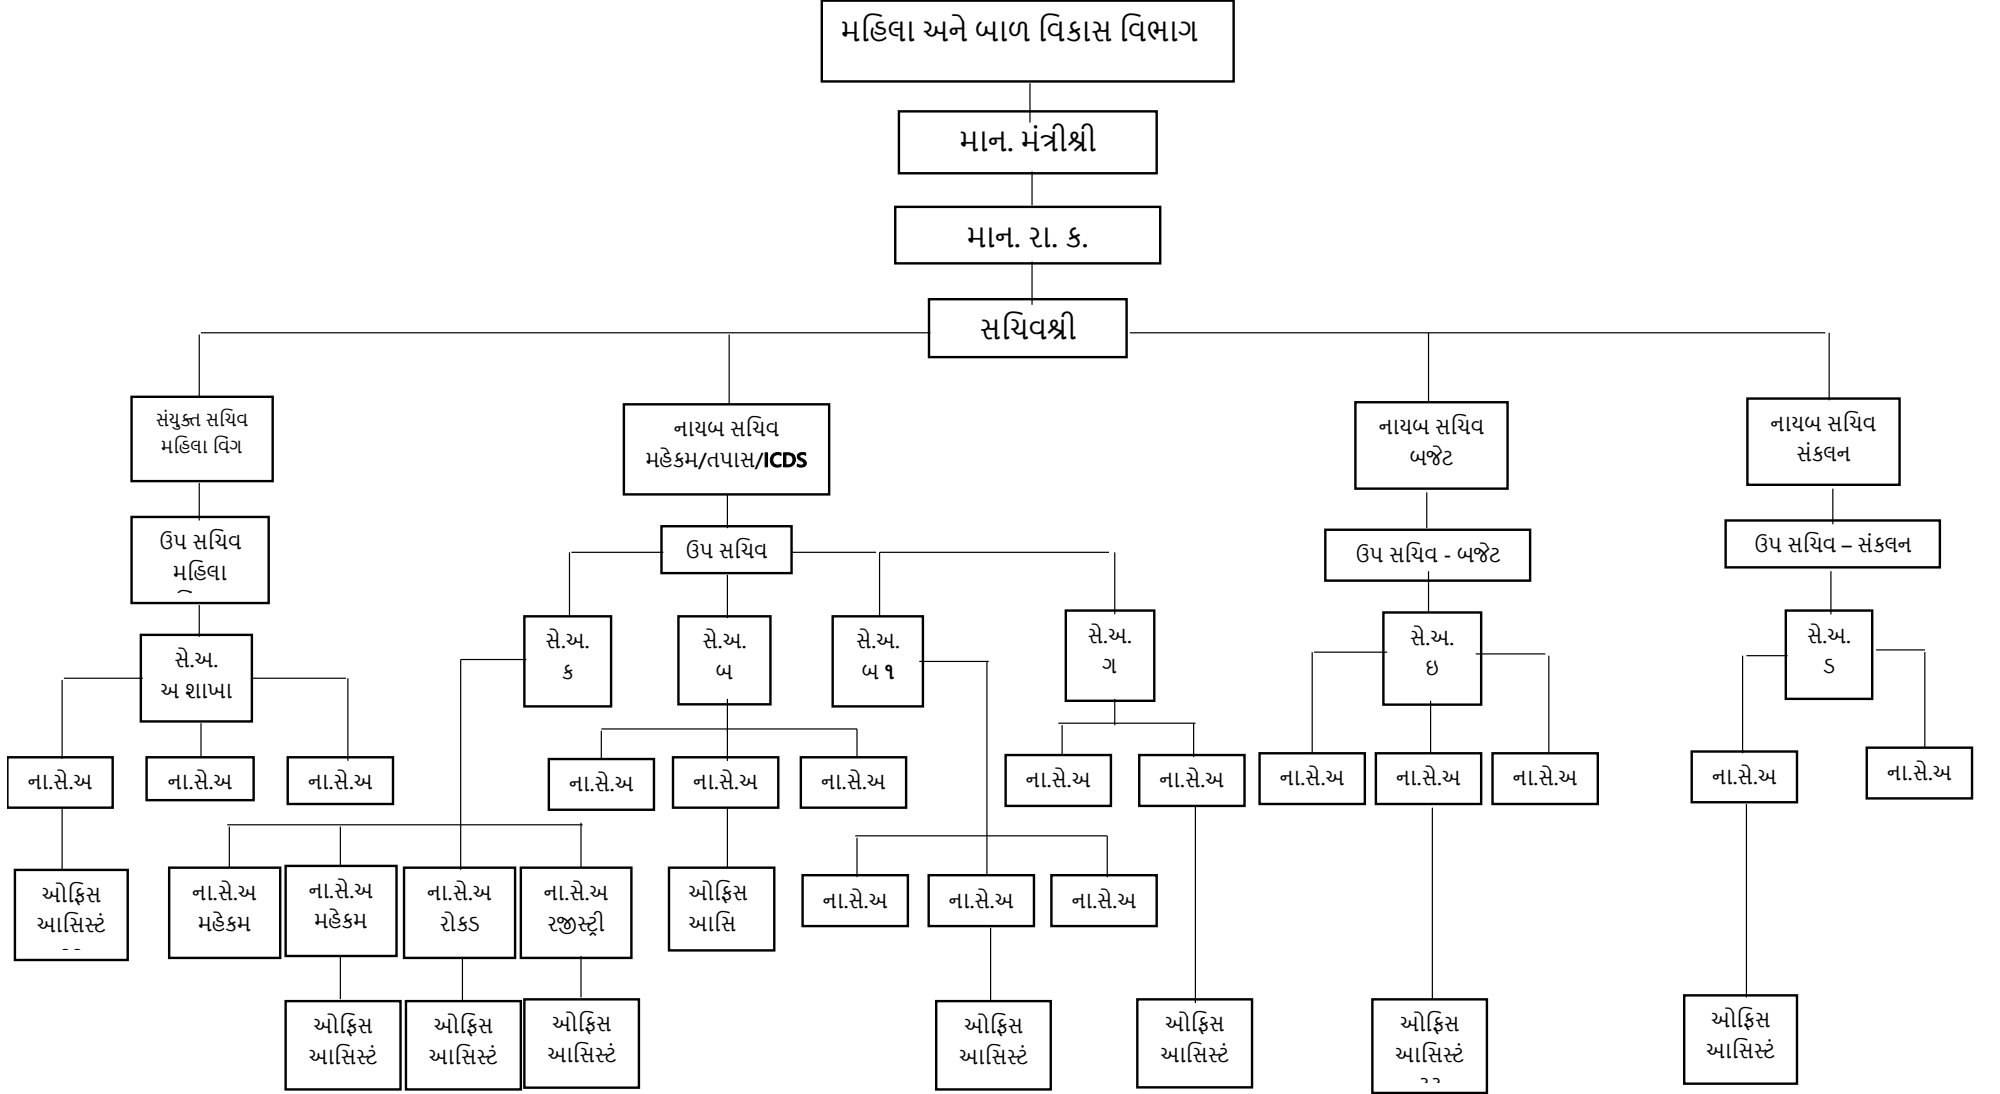 મહિલા અને બાળ વિકાસ વિભાગ
માન. મંત્રીશ્રી
માન. રા. ક.
સચિવશ્રી
સંયુક્ત સચિવ
મહિલા વિંગ
નાયબ સચિવ
મહેકમ/તપાસ/ICDS
નાયબ સચિવ
બજેટ
નાયબ સચિવ
સંકલન
ઉપ સચિવ
મહિલા
ઉપ સચિવ
ઉપ સચિવ - બજેટ
ઉપ સચિવ – સંકલન
સે.અ.
અ શાખા
સે.અ.
ક
સે.અ.
બ
સે.અ.
બ ૧
સે.અ.
ગ
સે.અ.
ઇ
સે.અ.
ડ
ના.સે.અ
ના.સે.અ
ના.સે.અ
ના.સે.અ
ના.સે.અ
ના.સે.અ
ના.સે.અ
ના.સે.અ
ના.સે.અ
ના.સે.અ
ના.સે.અ
ના.સે.અ
ના.સે.અ
ઓફિસ
આસિસ્ટં
ના.સે.અ
મહેકમ
ના.સે.અ
મહેકમ
ના.સે.અ
રોકડ
ના.સે.અ
રજીસ્ટ્રી
ઓફિસ
આસિ
ના.સે.અ
ના.સે.અ
ના.સે.અ
ઓફિસ
આસિસ્ટં
ઓફિસ
આસિસ્ટં
ઓફિસ
આસિસ્ટં
ઓફિસ
આસિસ્ટં
ઓફિસ
આસિસ્ટં
ઓફિસ
આસિસ્ટં
ઓફિસ
આસિસ્ટં